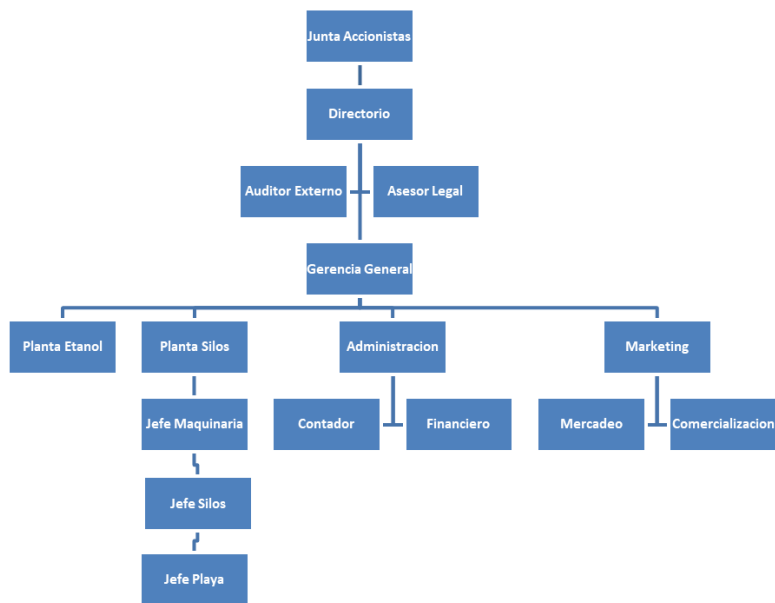 Junta Accionistas
Directorio
Auditor Externo
Asesor Legal
Gerencia General
Planta Etanol
Planta Silos
Administracion
Marketing
Jefe Maquinaria
Contador
Financiero
Mercadeo
Comercializacion
Jefe Silos
Jefe Playa